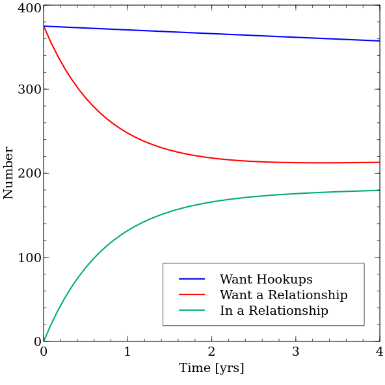 400
300
200
100
0
Number
Want Hookups
Want a Relationship
In a Relationship
0 1 2 3 4
Time [yrs]